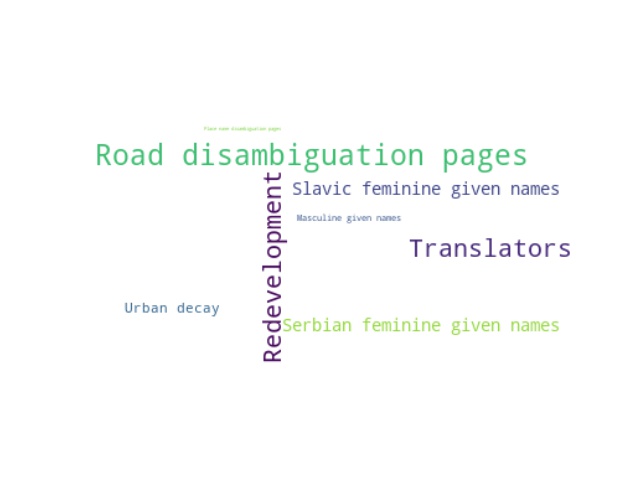 Place name disambiguation pages
Road disambiguation pages
Redevelopment
Slavic feminine given names
Masculine given names
Translators
Urban decay
Serbian feminine given names